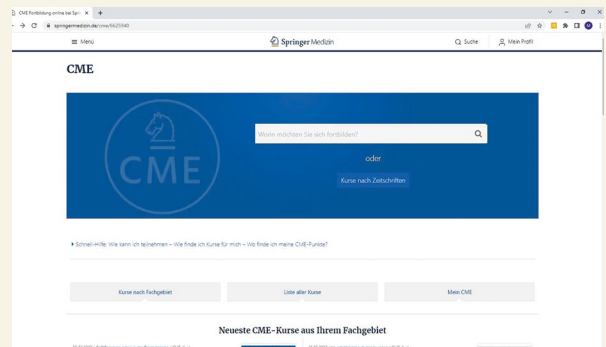 CME Fortbildung online bei Spri
springermedizin.de/cme/6625940
Menü
Springer Medizin
Suche
Mein Profil
CME
CME
Worin möchten Sie sich fortbilden?
oder
Kurse nach Zeitschriften
Schnell-Hilfe: Wie kann ich teilnehmen – Wie finde ich Kurse für mich – Wo finde ich meine CME-Punkte?
Kurse nach Fachgebiet
Liste aller Kurse
Mein CME
Neueste CME-Kurse aus Ihrem Fachgebiet